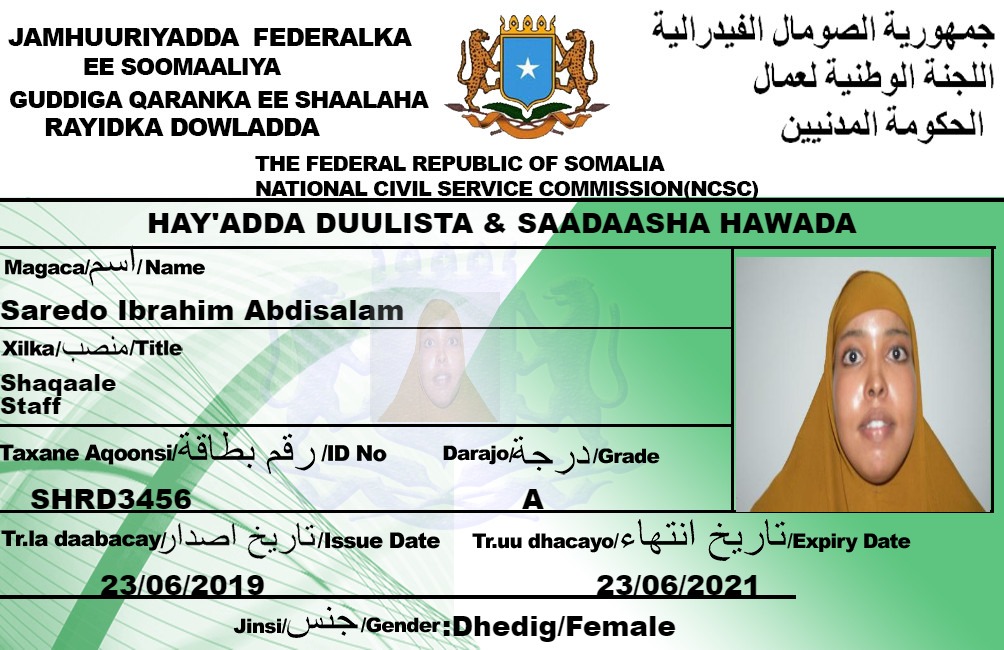 JAMHUURIYADDA FEDERALKA
EE SOOMAALIYA
GUDDIGA QARANKA EE SHAALAHA
RAYIDKA DOWLADDA
جمهورية الصومال الفيدرالية
اللجنة الوطنية لعمال
الحكومة المدنيين
THE FEDERAL REPUBLIC OF SOMALIA
NATIONAL CIVIL SERVICE COMMISSION(NCSC)
HAY'ADDA DUULISTA & SAADAASHA HAWADA
Magaca/اسم/Name
Saredo Ibrahim Abdisalam
Xilka/منصب/Title
Shaqaale
Staff
Taxane Aqoonsi/رقم بطاقة/ID No
SHRD3456
Darajo/درجة/Grade
A
Tr.la daabacay/تاريخ اصدار/Issue Date
23/06/2019
Tr.uu dhacayo/تاريخ انتهاء/Expiry Date
23/06/2021
Jinsi/جنس/Gender:Dhedig/Female